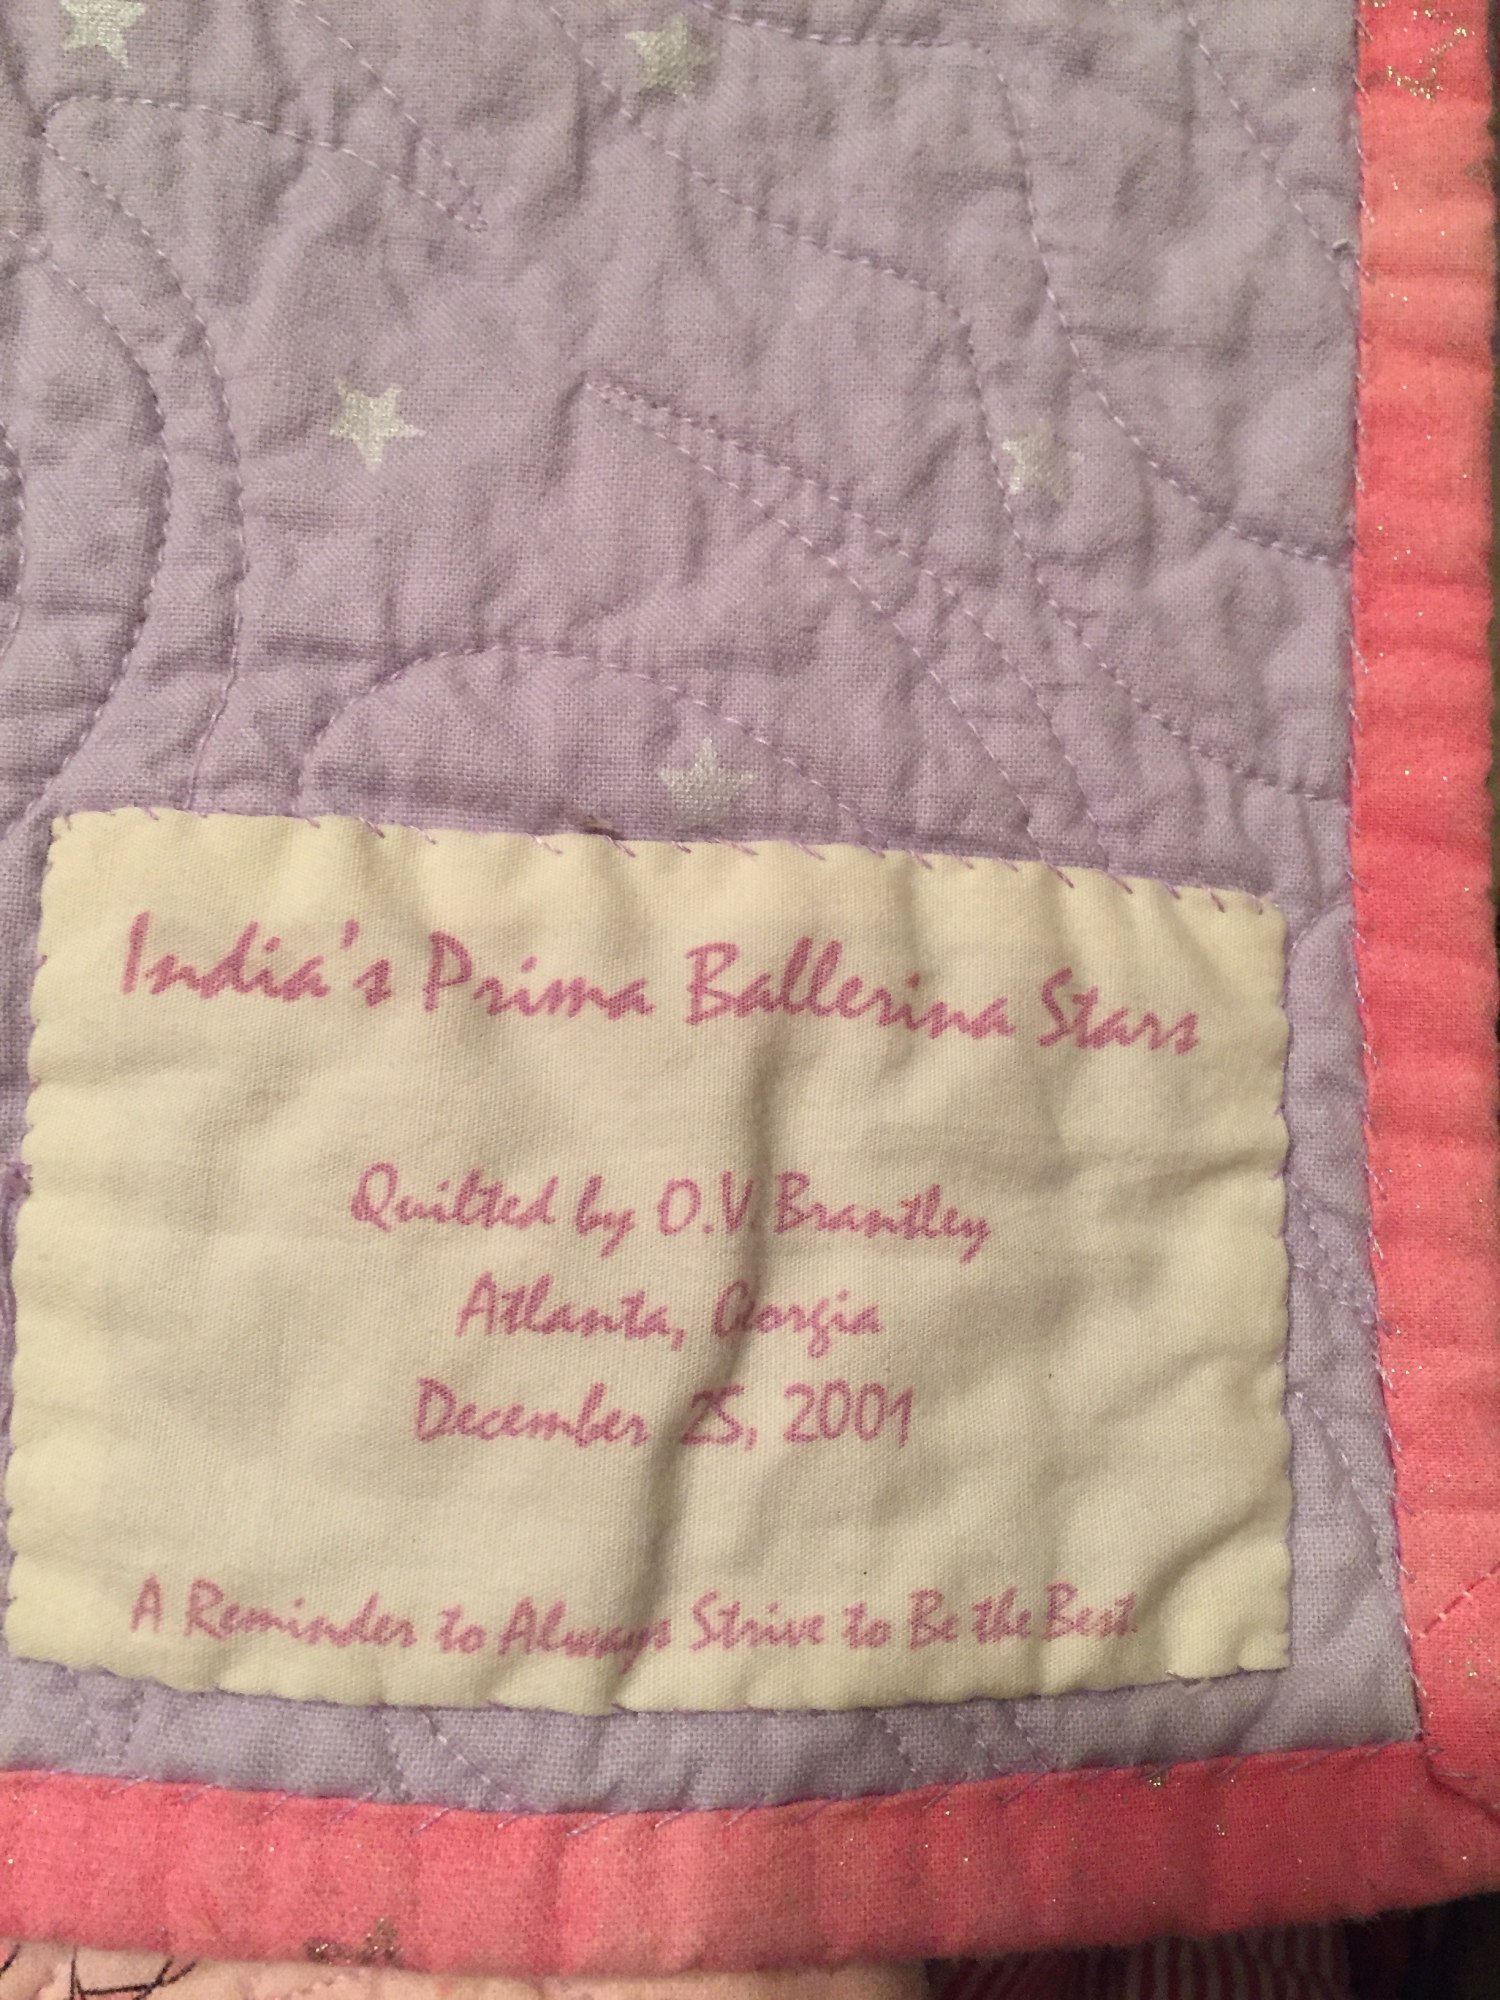 India's Prima Ballerina Stars
Quilted by O.V. Brantley
Atlanta, Georgia
December 25, 2001
A Reminder to Always Strive to Be the Best.